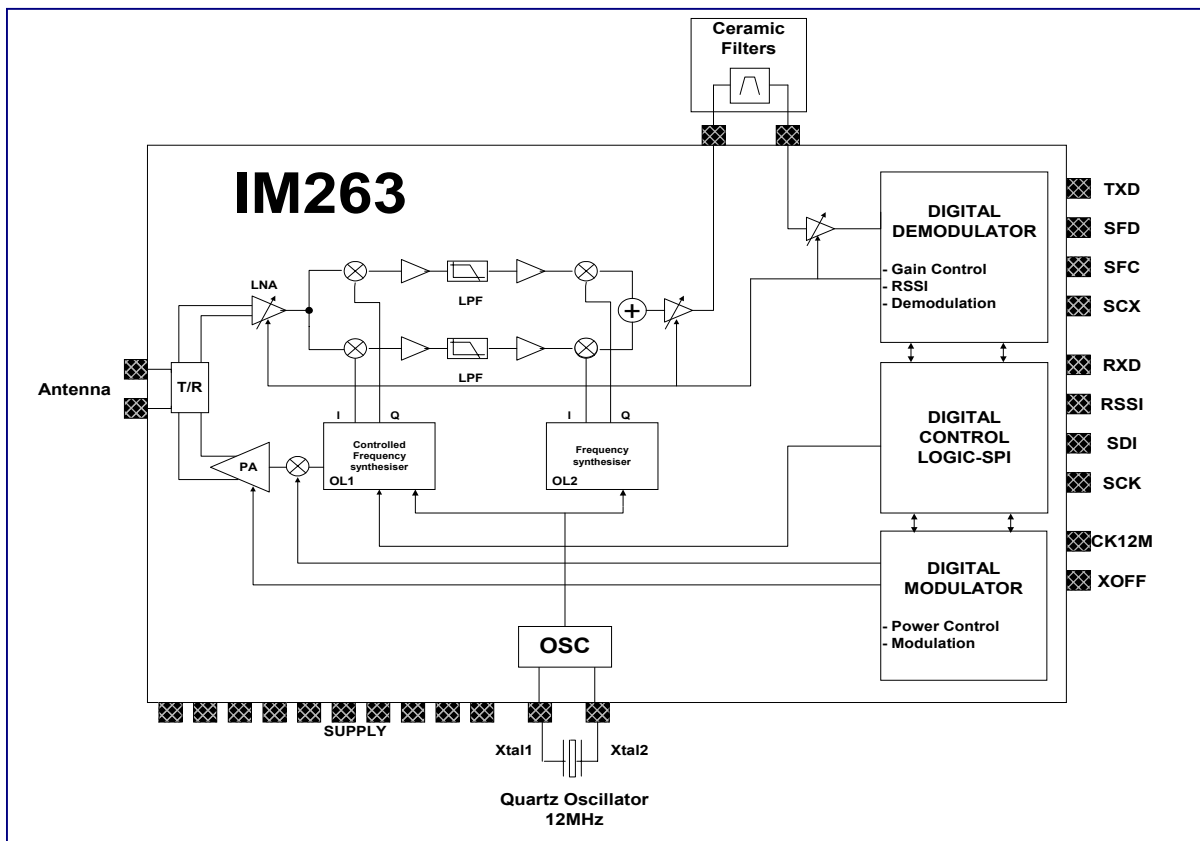 Ceramic
Filters
IM263
TXD
SFD
SFC
SCX
RXD
RSSI
SDI
SCK
CK12M
XOFF
DIGITAL
DEMODULATOR
- Gain Control
- RSSI
- Demodulation
LNA
LPF
LPF
Antenna
T/R
I Q
I Q
PA
Controlled
Frequency
synthesiser
OL1
Frequency
synthesiser
OL2
DIGITAL
CONTROL
LOGIC-SPI
DIGITAL
MODULATOR
- Power Control
- Modulation
OSC
SUPPLY
Xtal1
Xtal2
Quartz Oscillator
12MHz